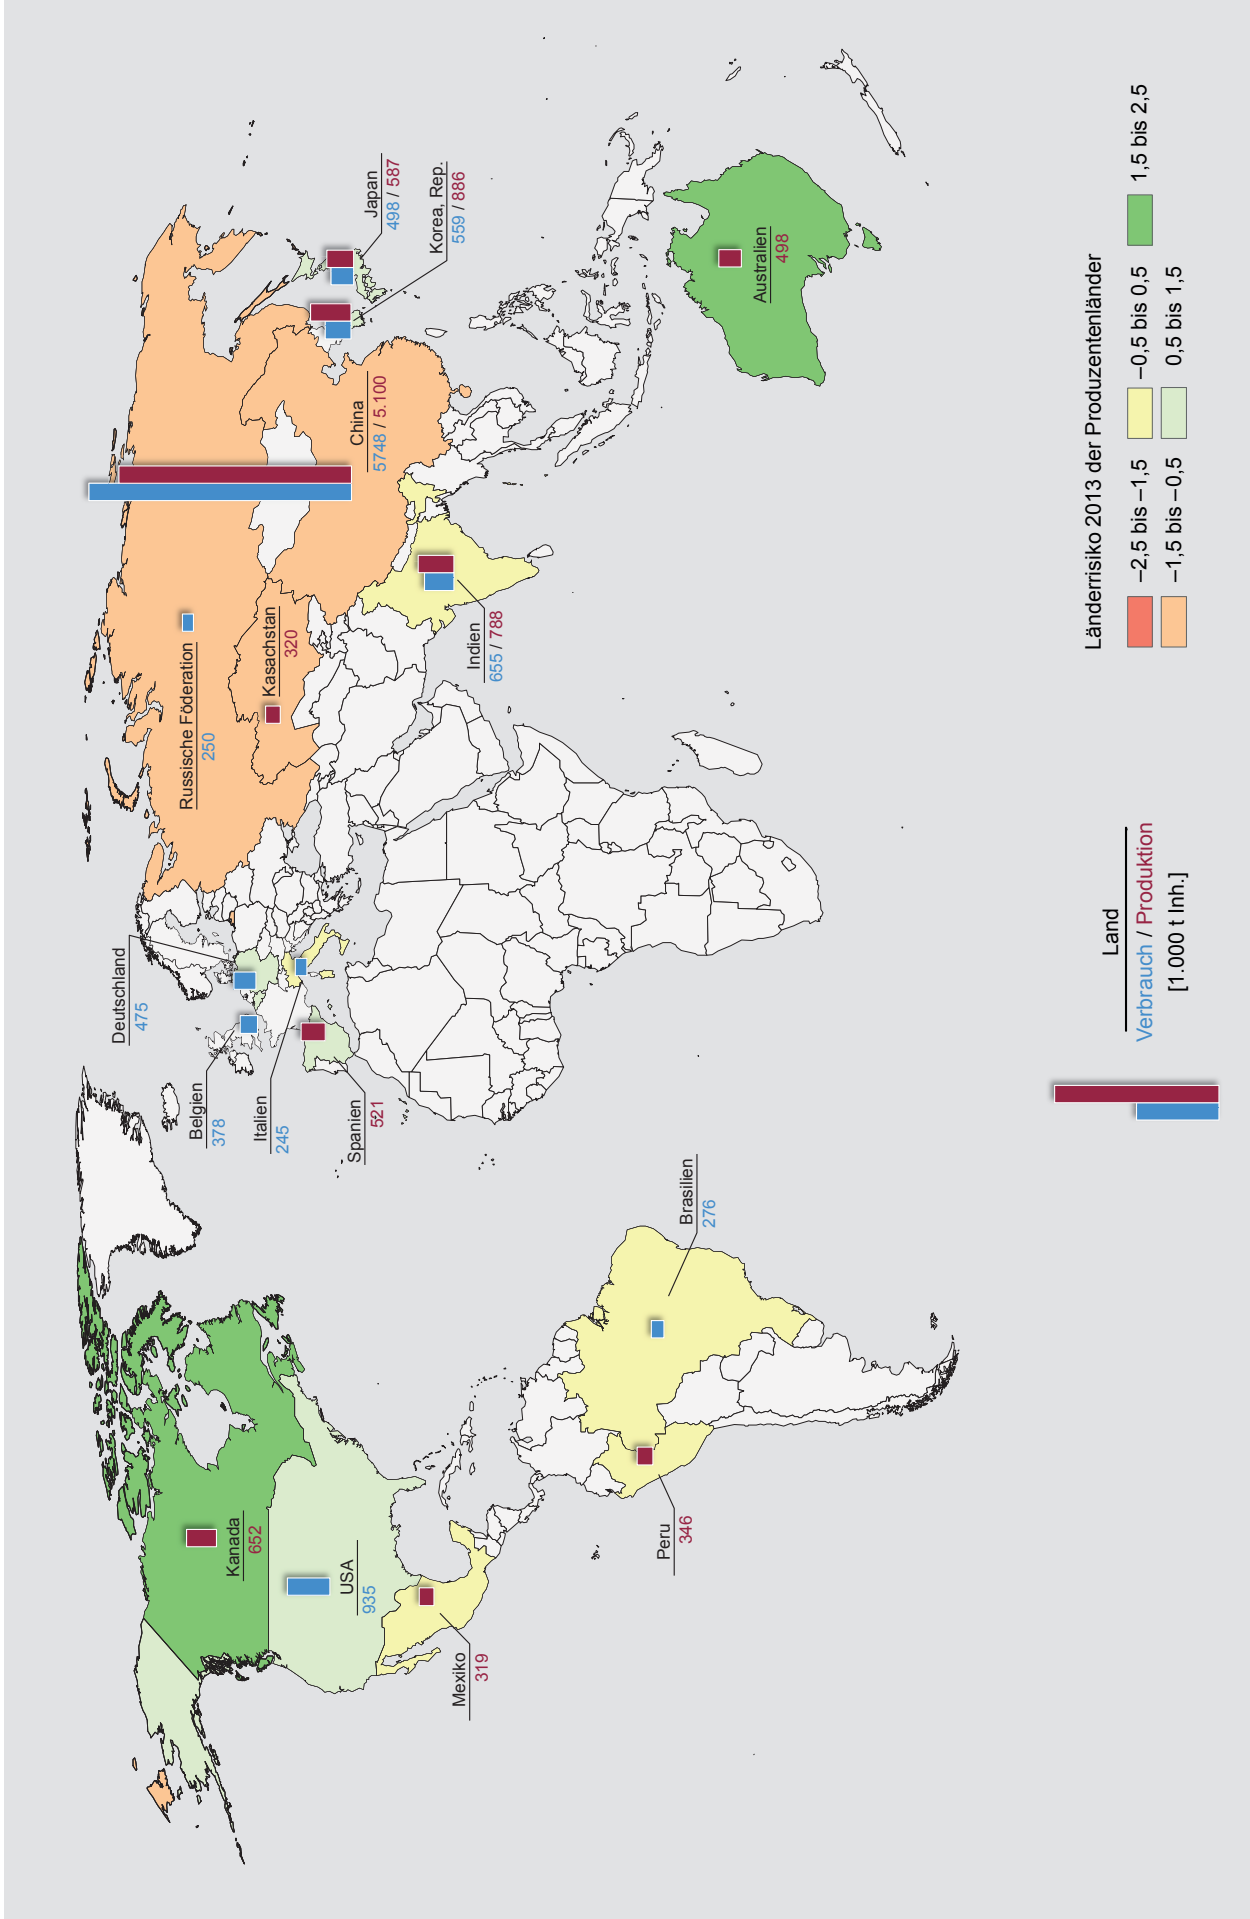 Kanada
652
USA
935
Mexiko
319
Peru
346
Brasilien
276
Deutschland
475
Belgien
378
Italien
245
Spanien
521
Russische Föderation
250
Kasachstan
320
China
5748 / 5.100
Indien
655 / 788
Japan
498 / 587
Korea, Rep.
559 / 886
Australien
498
Land
Verbrauch / Produktion
[1.000 t Inh.]
Länderrisiko 2013 der Produzentenländer
−2,5 bis −1,5
−0,5 bis 0,5
1,5 bis 2,5
−1,5 bis −0,5
0,5 bis 1,5